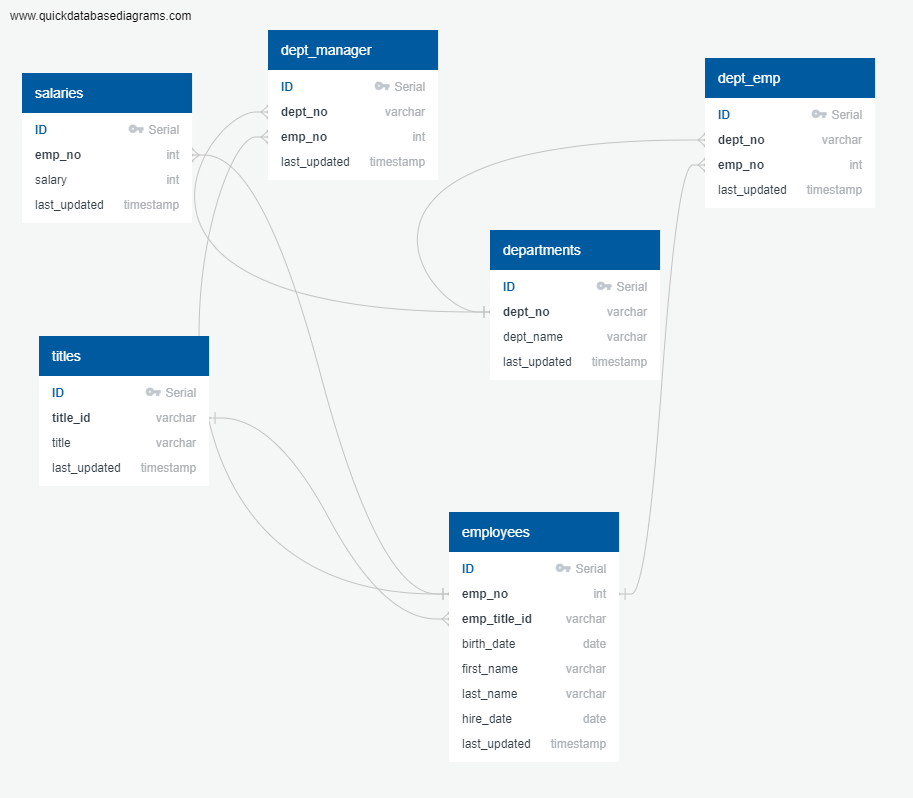 www.quickdatabasediagrams.com
dept_manager
ID Serial
dept_no varchar
emp_no int
last_updated timestamp
dept_emp
ID Serial
dept_no varchar
emp_no int
last_updated timestamp
salaries
ID Serial
emp_no int
salary int
last_updated timestamp
departments
ID Serial
dept_no varchar
dept_name varchar
last_updated timestamp
titles
ID Serial
title_id varchar
title varchar
last_updated timestamp
employees
ID Serial
emp_no int
emp_title_id varchar
birth_date date
first_name varchar
last_name varchar
hire_date date
last_updated timestamp